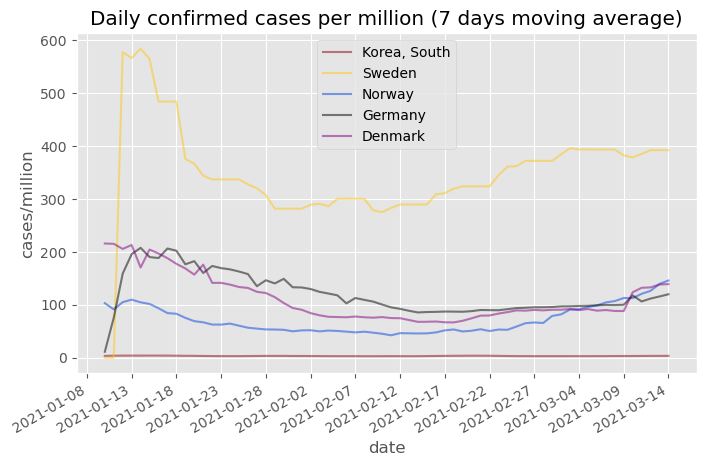 Daily confirmed cases per million (7 days moving average)
600
500
400
300
200
100
0
cases/million
Korea, South
Sweden
Norway
Germany
Denmark
2021-01-08
2021-01-13
2021-01-18
2021-01-23
2021-01-28
2021-02-02
2021-02-07
2021-02-12
2021-02-17
2021-02-22
2021-02-27
2021-03-04
2021-03-09
2021-03-14
date